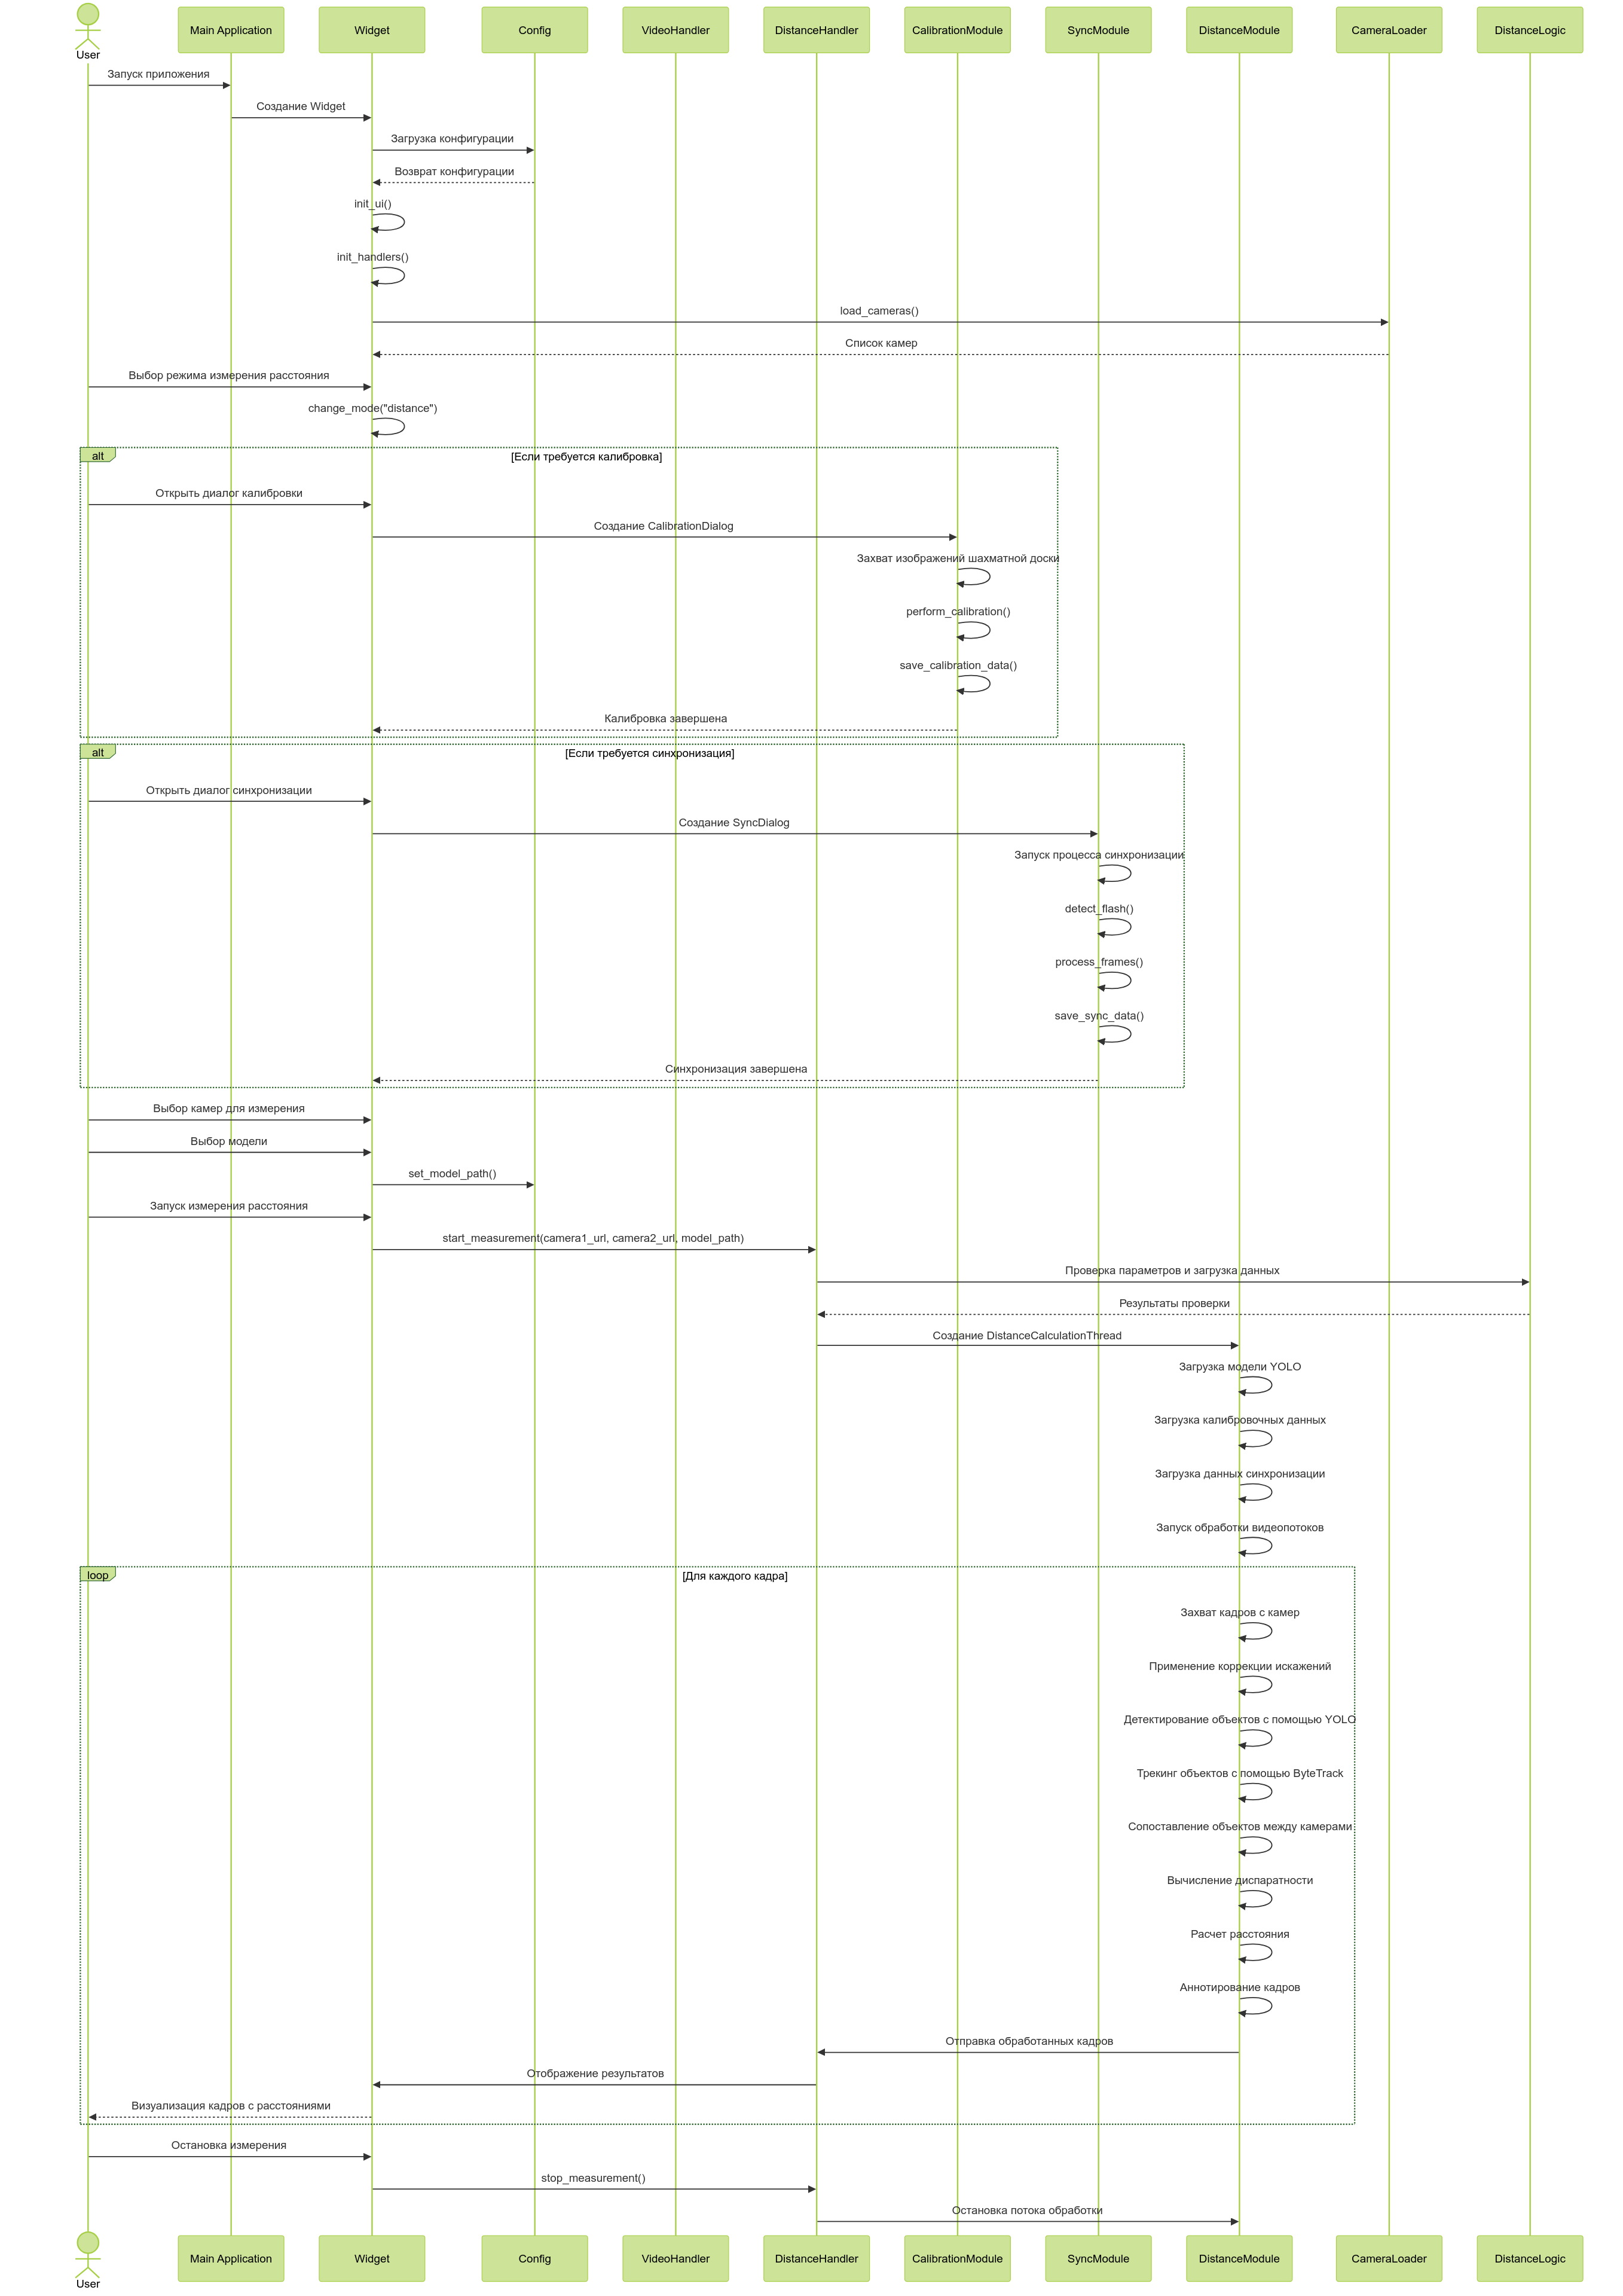 User
Main Application
Widget
Config
VideoHandler
DistanceHandler
CalibrationModule
SyncModule
DistanceModule
CameraLoader
DistanceLogic
Запуск приложения
Создание Widget
Загрузка конфигурации
Возврат конфигурации
init_ui()
init_handlers()
load_cameras()
Список камер
Выбор режима измерения расстояния
change_mode("distance")
alt
[Если требуется калибровка]
Открыть диалог калибровки
Создание CalibrationDialog
Захват изображений шахматной доски
perform_calibration()
save_calibration_data()
Калибровка завершена
alt
[Если требуется синхронизация]
Открыть диалог синхронизации
Создание SyncDialog
Запуск процесса синхронизации
detect_flash()
process_frames()
save_sync_data()
Синхронизация завершена
Выбор камер для измерения
Выбор модели
set_model_path()
Запуск измерения расстояния
start_measurement(camera1_url, camera2_url, model_path)
Проверка параметров и загрузка данных
Результаты проверки
Создание DistanceCalculationThread
Загрузка модели YOLO
Загрузка калибровочных данных
Загрузка данных синхронизации
Запуск обработки видеопотоков
loop
[Для каждого кадра]
Захват кадров с камер
Применение коррекции искажений
Детектирование объектов с помощью YOLO
Трекинг объектов с помощью ByteTrack
Сопоставление объектов между камерами
Вычисление диспаратности
Расчет расстояния
Аннотирование кадров
Отправка обработанных кадров
Отображение результатов
Визуализация кадров с расстояниями
Остановка измерения
stop_measurement()
Остановка потока обработки
User
Main Application
Widget
Config
VideoHandler
DistanceHandler
CalibrationModule
SyncModule
DistanceModule
CameraLoader
DistanceLogic